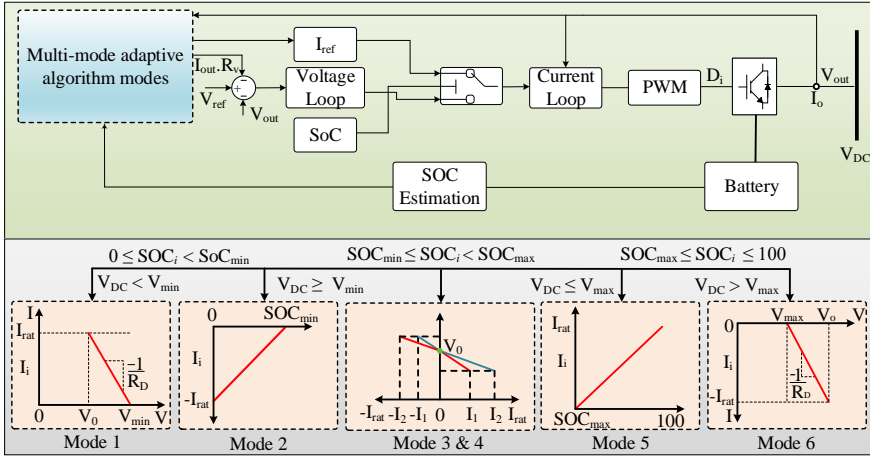 Multi-mode adaptive
algorithm modes
I_ref
I_out.R_v
V_ref
V_out
Voltage
Loop
SoC
Current
Loop
PWM
D_i
V_out
I_o
V_DC
SOC
Estimation
Battery
0 ≤ SOC_i < SoC_min
SOC_min ≤ SOC_i < SOC_max
SOC_max ≤ SOC_i ≤ 100
V_DC < V_min
V_DC ≥ V_min
V_DC ≤ V_max
V_DC > V_max
I
I_rat
I_i
-1
R_D
0
V_0
V_min
V
Mode 1
0
SOC_min
I_i
-I_rat
Mode 2
V_0
-I_rat
-I_2
-I_1
0
I_1
I_2
I_rat
Mode 3 & 4
I_rat
I_i
SOC_max
100
Mode 5
V_max
V_o
V
0
I_i
-1
R_D
-I_rat
I
Mode 6